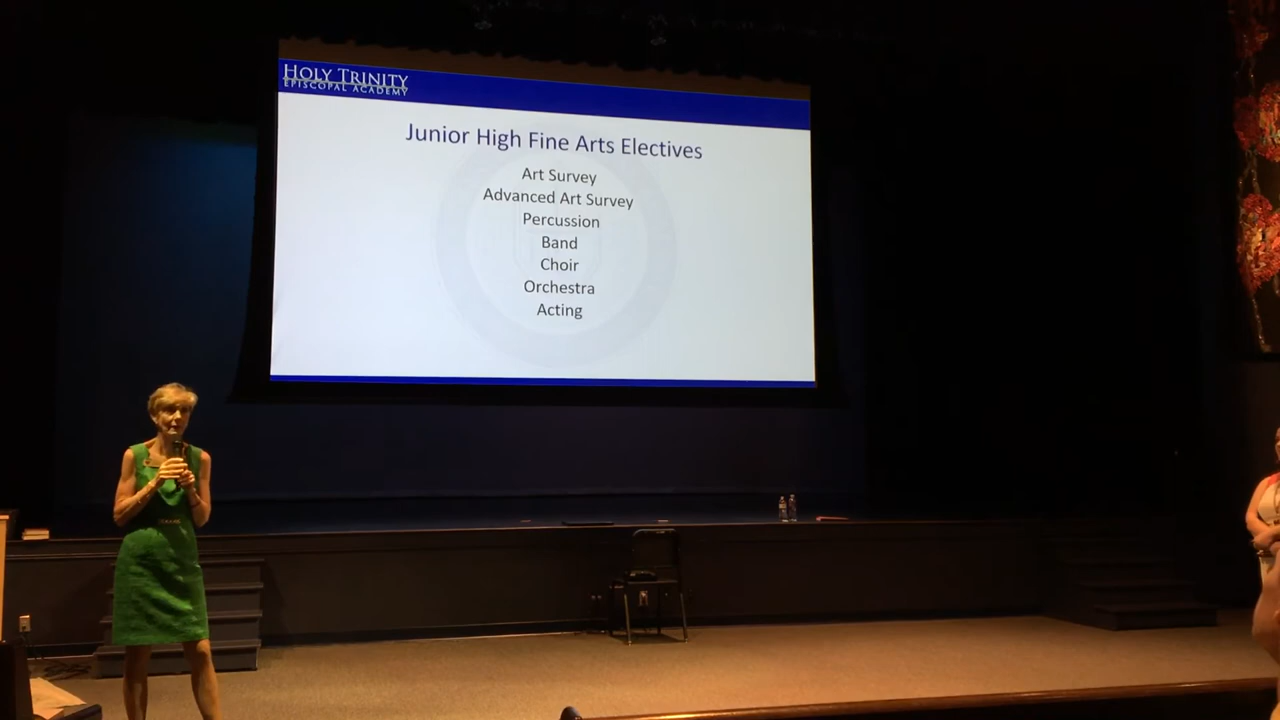 HOLY TRINITY
EPISCOPAL ACADEMY
Junior High Fine Arts Electives
Art Survey
Advanced Art Survey
Percussion
Band
Choir
Orchestra
Acting